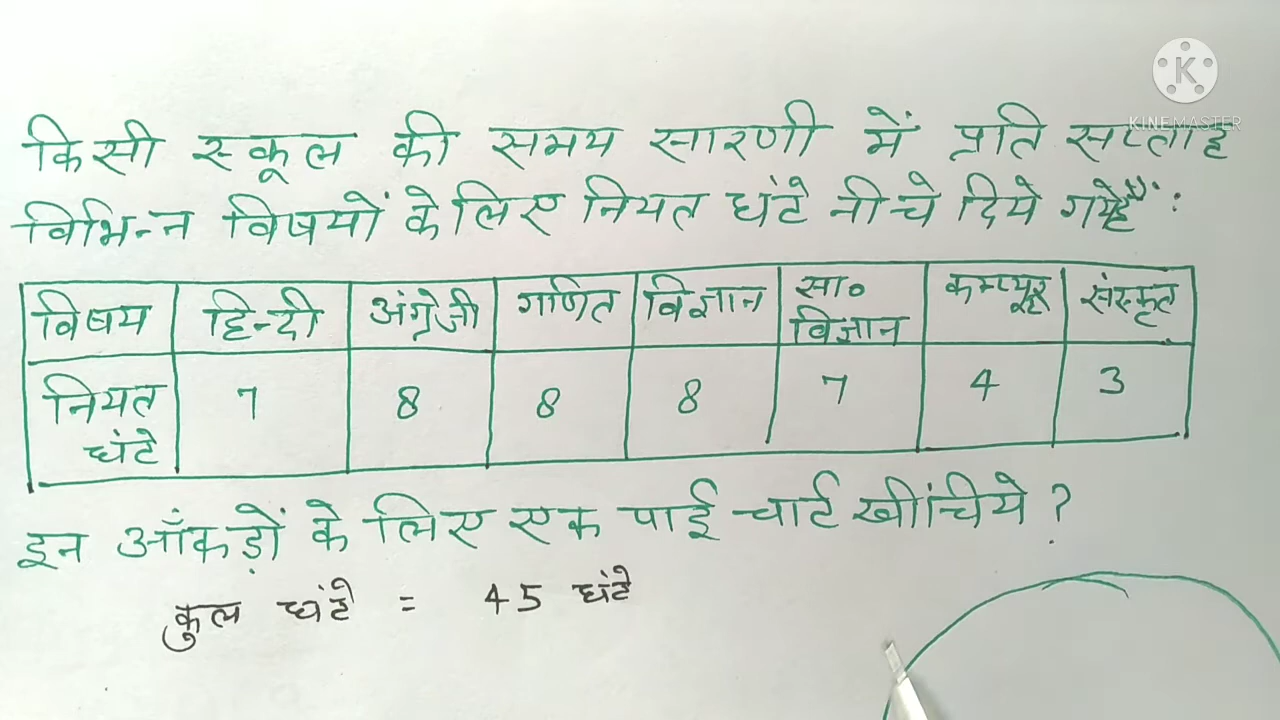 K
KINEMASTER
किसी स्कूल की समय सारणी में प्रति सप्ताह
विभिन्न विषयों के लिए नियत घंटे नीचे दिये गये हैं :
विषय हिन्दी अंग्रेजी गणित विज्ञान सा० विज्ञान कम्प्यूटर संस्कृत
नियत घंटे 7 8 8 8 7 4 3
इन आँकड़ों के लिए एक पाई चार्ट खींचिये ?
कुल घंटे = 45 घंटे